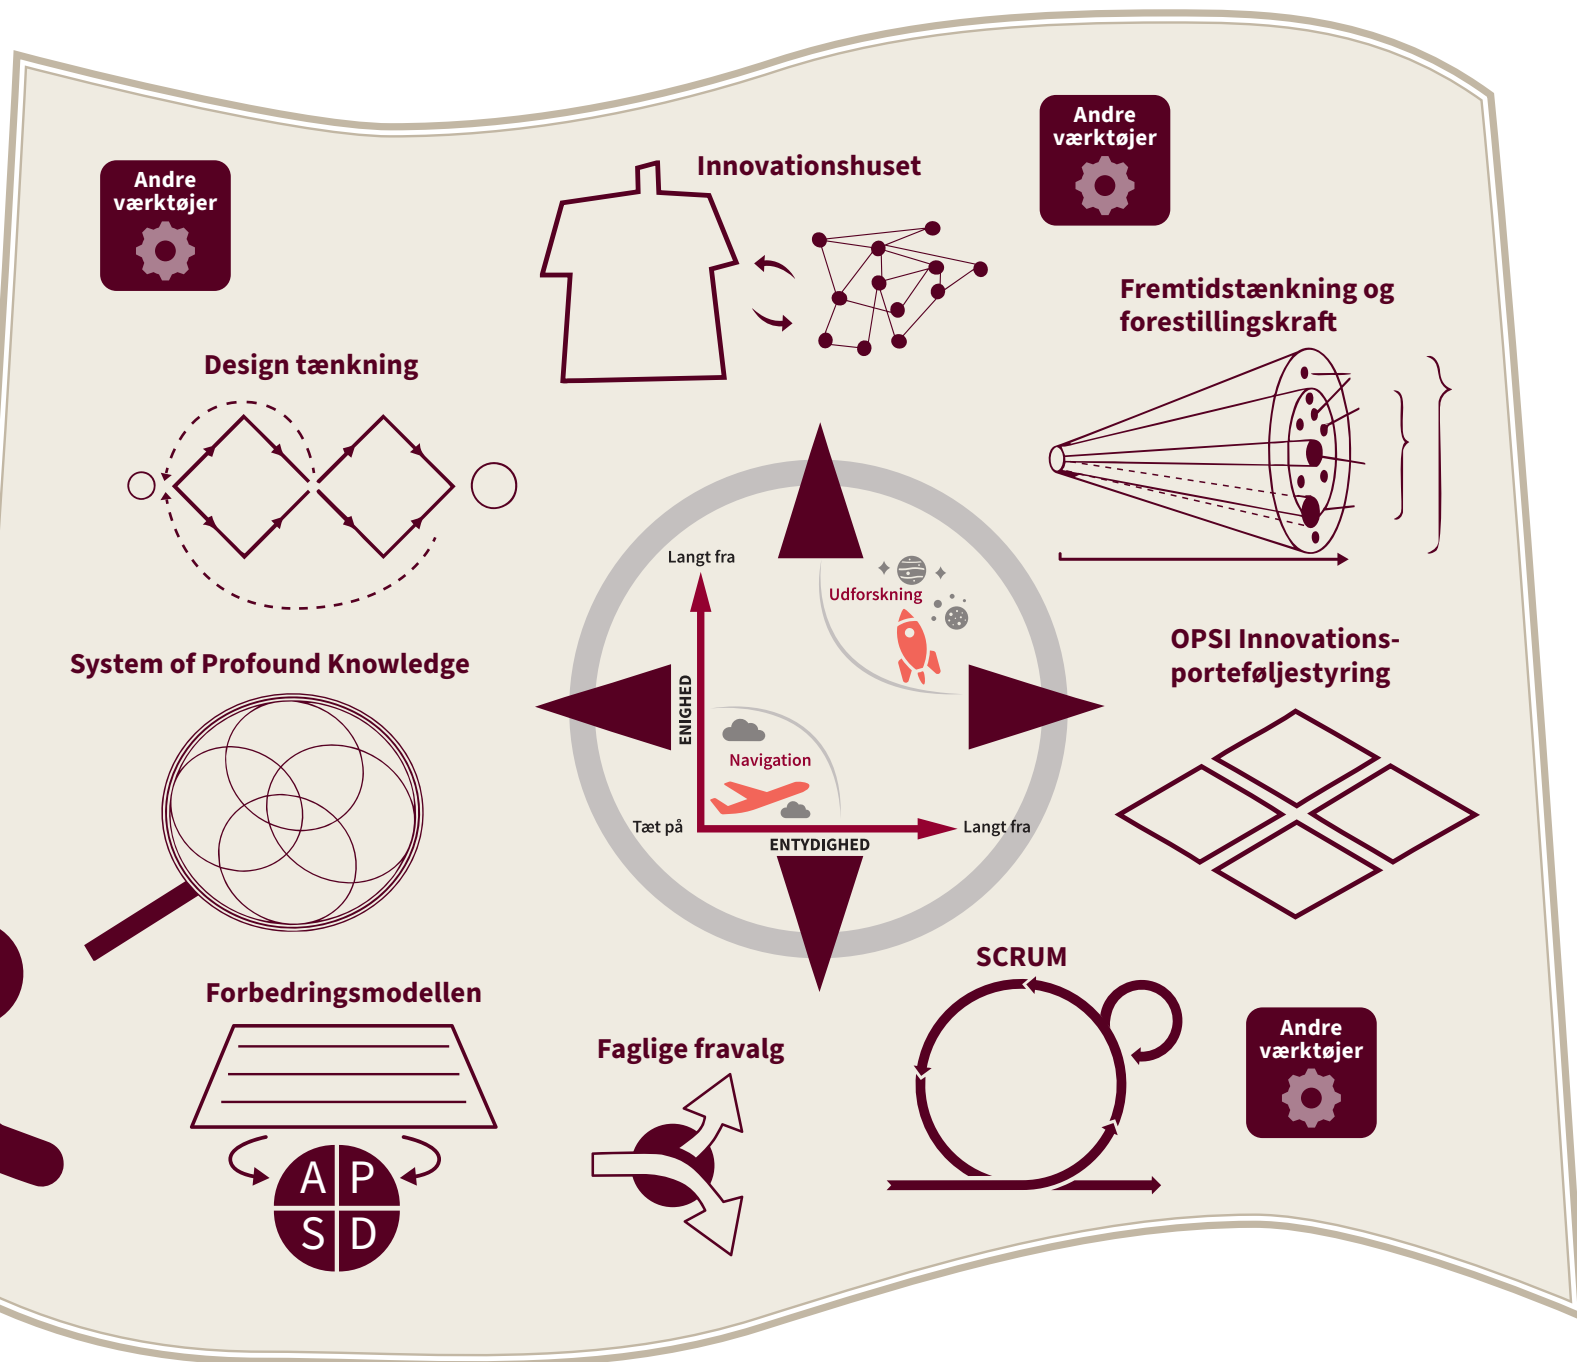 Andre
værktøjer
Innovationshuset
Andre
værktøjer
Fremtidstænkning og
forestillingskraft
Design tænkning
Langt fra
Udforskning
ENIGHED
Navigation
Tæt på
Langt fra
ENTYDIGHED
System of Profound Knowledge
OPSI Innovations-
porteføljestyring
Forbedringsmodellen
A P
S D
Faglige fravalg
SCRUM
Andre
værktøjer